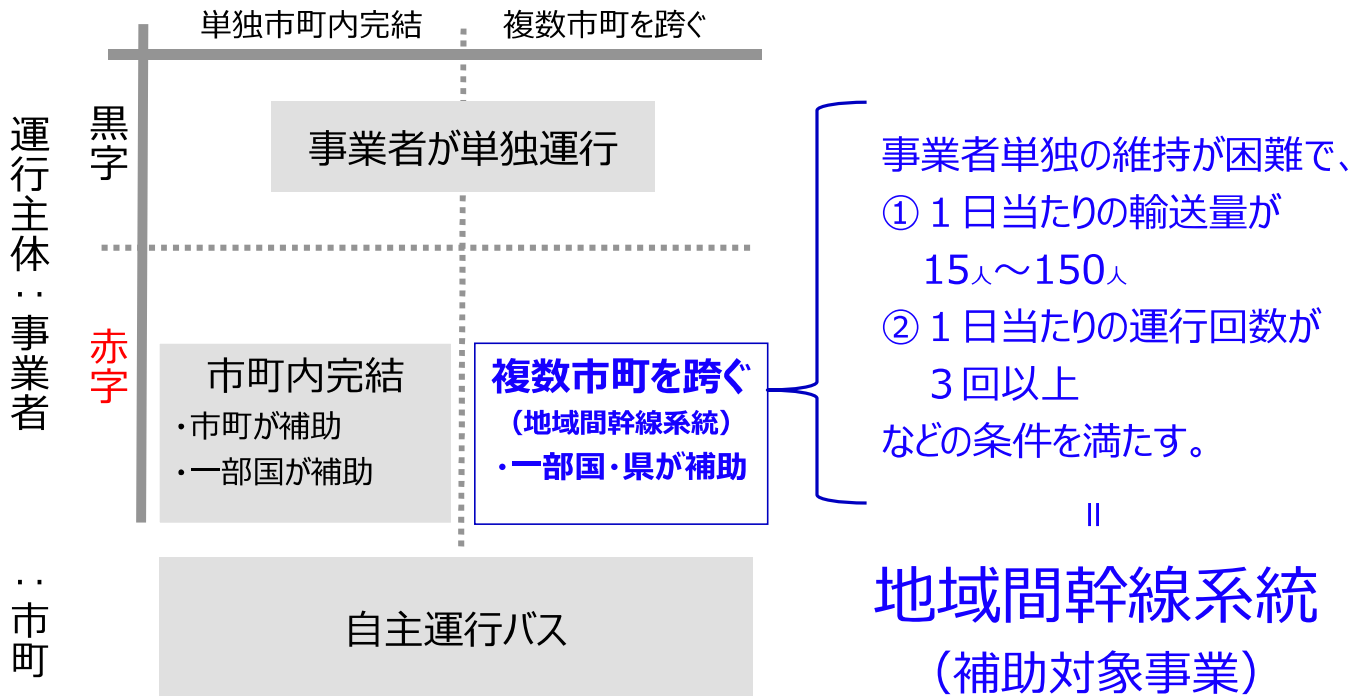 単独市町内完結
複数市町を跨ぐ
運行主体：事業者
黒字
事業者が単独運行
赤字
市町内完結
・市町が補助
・一部国が補助
複数市町を跨ぐ
（地域間幹線系統）
・一部国・県が補助
：市町
自主運行バス
事業者単独の維持が困難で、
①１日当たりの輸送量が
15人～150人
②１日当たりの運行回数が
３回以上
などの条件を満たす。
＝
地域間幹線系統
（補助対象事業）